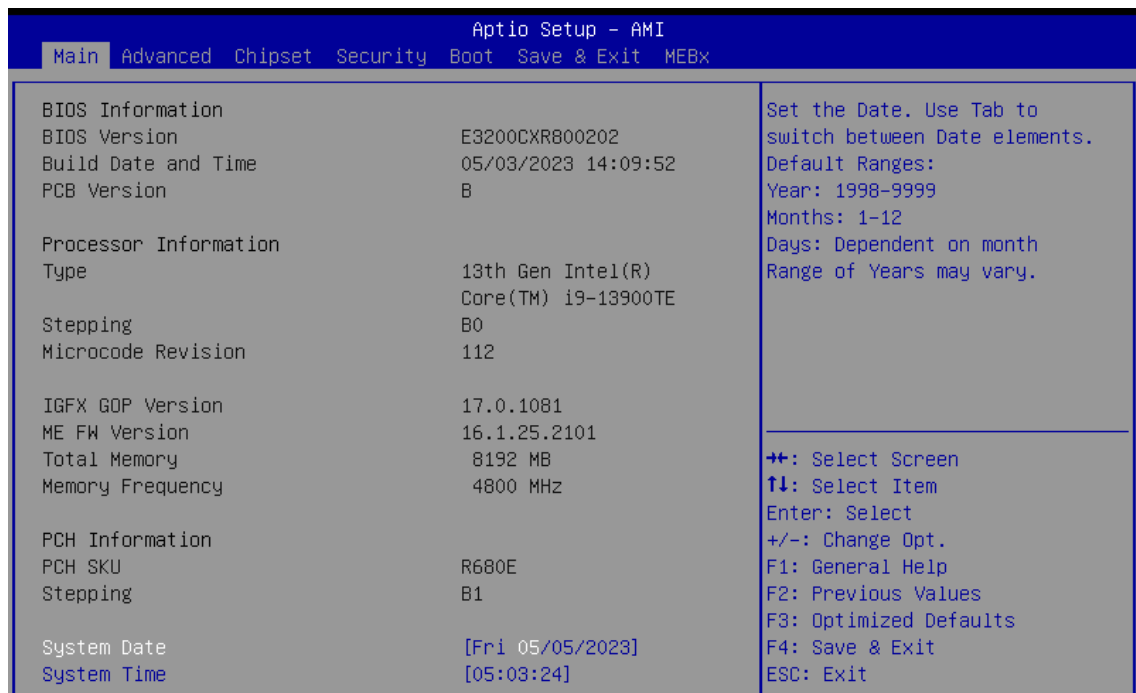 Aptio Setup – AMI
Main Advanced Chipset Security Boot Save & Exit MEBx
BIOS Information
BIOS Version E3200CXR800202
Build Date and Time 05/03/2023 14:09:52
PCB Version B
Processor Information
Type 13th Gen Intel(R)
Core(TM) i9-13900TE
Stepping B0
Microcode Revision 112
IGFX GOP Version 17.0.1081
ME FW Version 16.1.25.2101
Total Memory 8192 MB
Memory Frequency 4800 MHz
PCH Information
PCH SKU R680E
Stepping B1
System Date [Fri 05/05/2023]
System Time [05:03:24]
Set the Date. Use Tab to
switch between Date elements.
Default Ranges:
Year: 1998-9999
Months: 1-12
Days: Dependent on month
Range of Years may vary.
→←: Select Screen
↑↓: Select Item
Enter: Select
+/-: Change Opt.
F1: General Help
F2: Previous Values
F3: Optimized Defaults
F4: Save & Exit
ESC: Exit